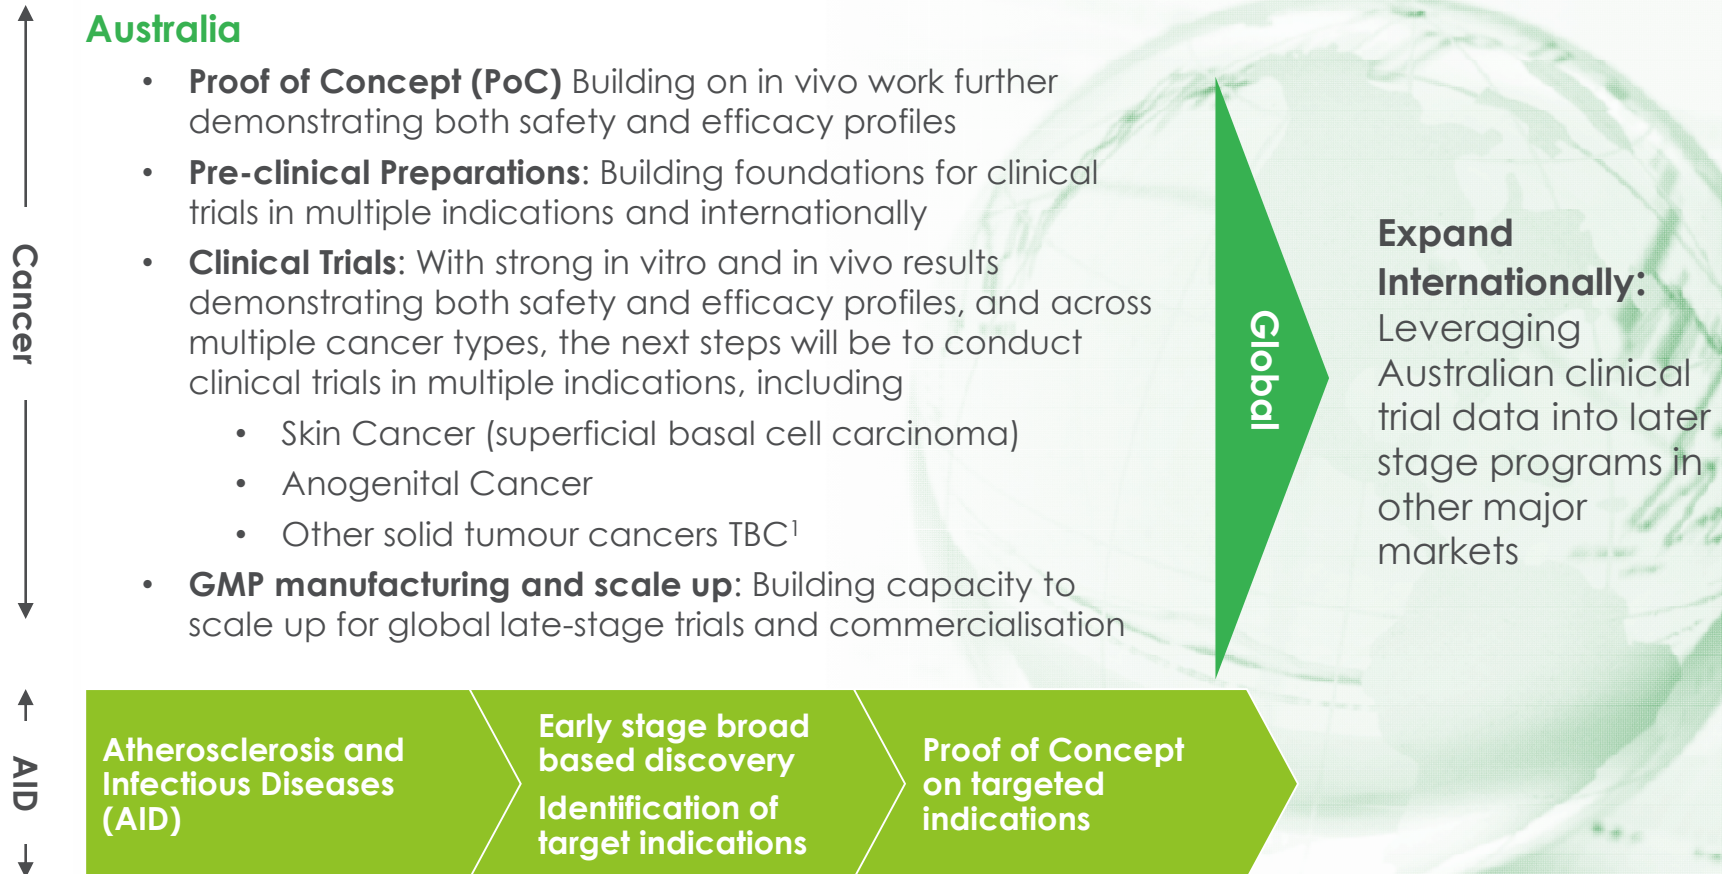 Australia
• Proof of Concept (PoC) Building on in vivo work further
demonstrating both safety and efficacy profiles
• Pre-clinical Preparations: Building foundations for clinical
trials in multiple indications and internationally
• Clinical Trials: With strong in vitro and in vivo results
demonstrating both safety and efficacy profiles, and across
multiple cancer types, the next steps will be to conduct
clinical trials in multiple indications, including
• Skin Cancer (superficial basal cell carcinoma)
• Anogenital Cancer
• Other solid tumour cancers TBC¹
• GMP manufacturing and scale up: Building capacity to
scale up for global late-stage trials and commercialisation
Cancer
Global
Expand
Internationally:
Leveraging
Australian clinical
trial data into later
stage programs in
other major
markets
AID
Atherosclerosis and
Infectious Diseases
(AID)
Early stage broad
based discovery
Identification of
target indications
Proof of Concept
on targeted
indications